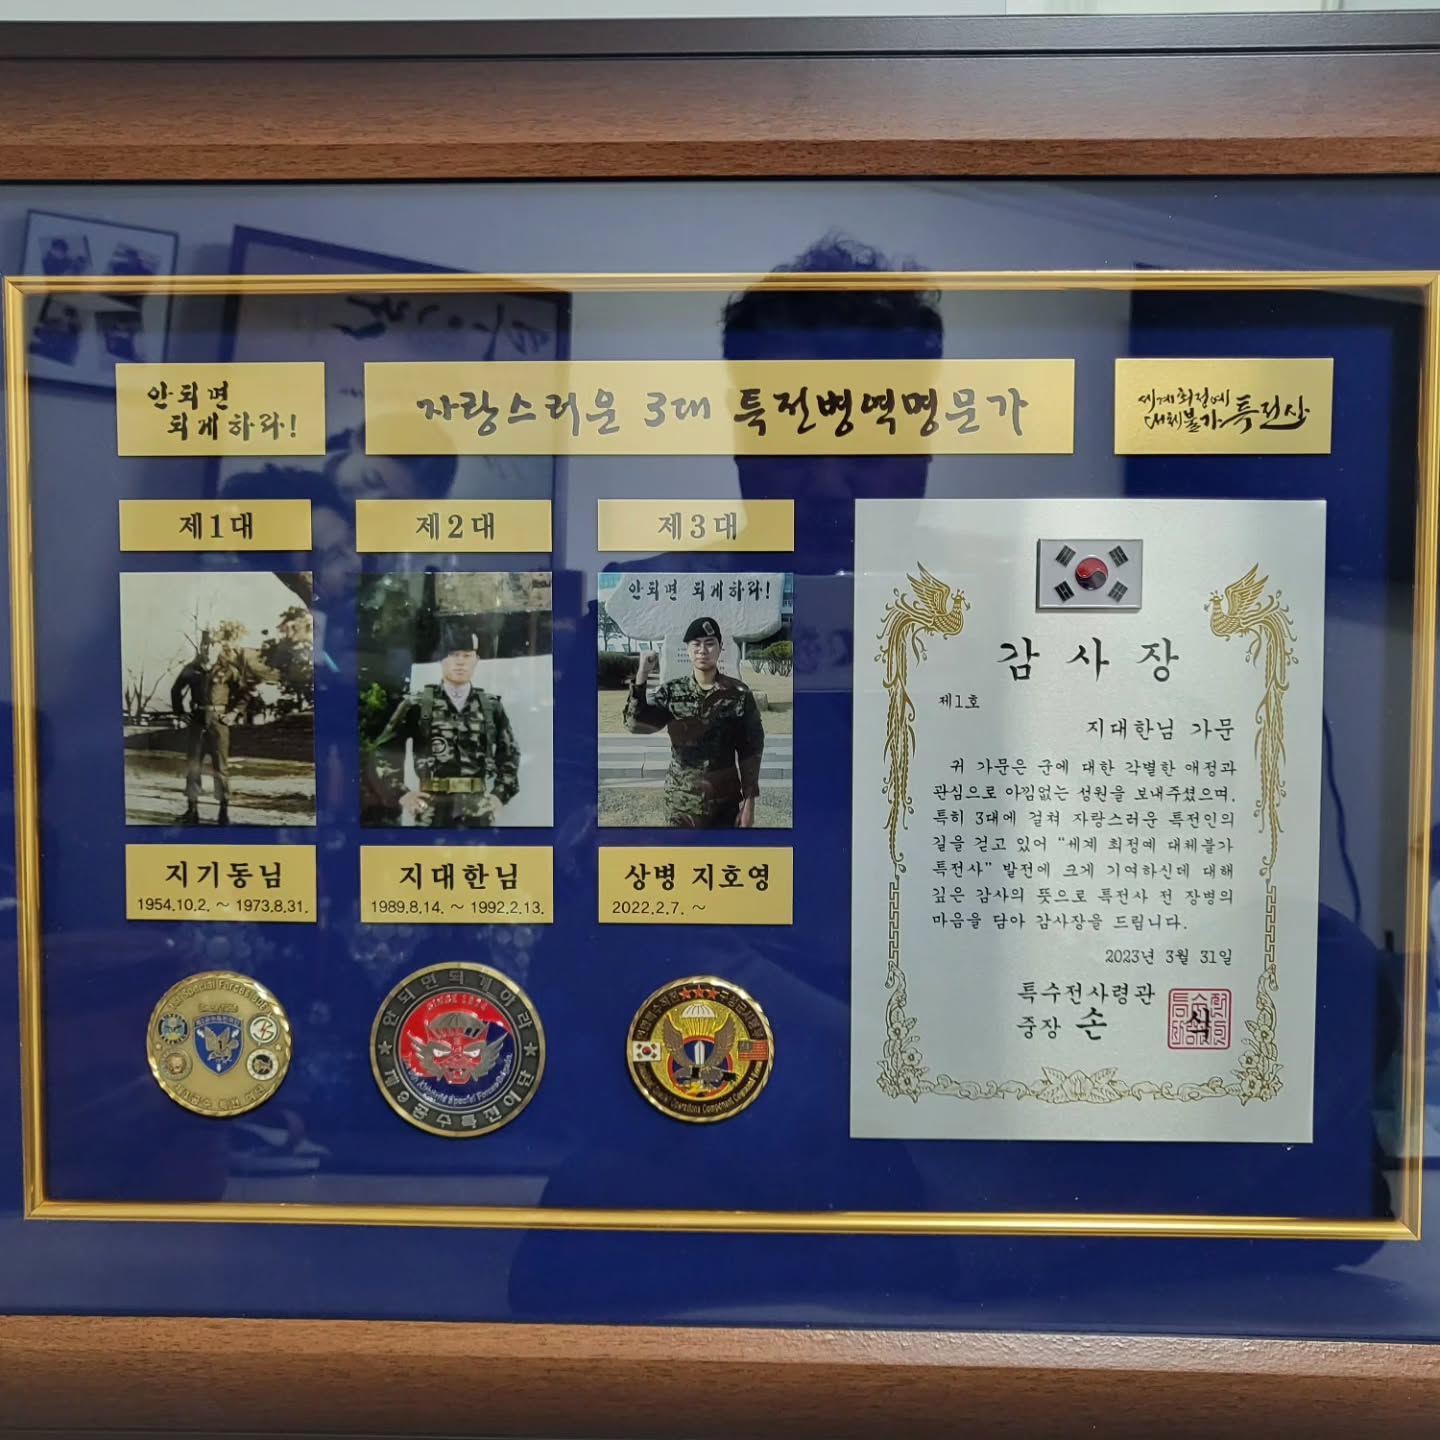 안되면
되게하라!
자랑스러운 3대 특전병역명문가
세계최정예
대체불가 특전사
제1대
제2대
제3대
안되면 되게하라!
지기동님
1954.10.2. ~ 1973.8.31.
지대한님
1989.8.14. ~ 1992.2.13.
상병 지호영
2022.2.7. ~
안되면되게하라
제9공수특전여단
감사장
제1호
지대한님 가문
귀 가문은 군에 대한 각별한 애정과
관심으로 아낌없는 성원을 보내주셨으며,
특히 3대에 걸쳐 자랑스러운 특전인의
길을 걷고 있어 “세계 최정예 대체불가
특전사” 발전에 크게 기여하신데 대해
깊은 감사의 뜻으로 특전사 전 장병의
마음을 담아 감사장을 드립니다.
2023년 3월 31일
특수전사령관
중장 손 식